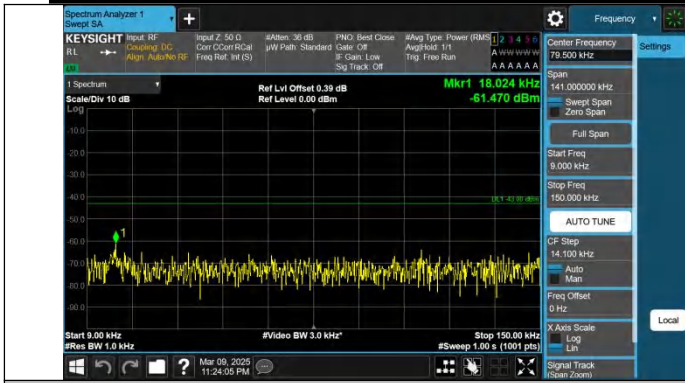 Spectrum Analyzer 1
Swept SA
+
Frequency
KEYSIGHT
RL
Input: RF
Coupling: DC
Align: Auto/No RF
Input Z: 50 Ω
Corr CCorr RCal
Freq Ref: Int (S)
#Atten: 36 dB
µW Path: Standard
PNO: Best Close
Gate: Off
IF Gain: Low
Sig Track: Off
#Avg Type: Power (RMS
Avg|Hold: 1/1
Trig: Free Run
1 2 3 4 5 6
A W W W W W
A A A A A A
1 Spectrum
Scale/Div 10 dB
Log
Ref Lvl Offset 0.39 dB
Ref Level 0.00 dBm
Mkr1 18.024 kHz
-61.470 dBm
-10.0
-20.0
-30.0
-40.0
-50.0
-60.0
-70.0
-80.0
-90.0
1
Start 9.00 kHz
#Res BW 1.0 kHz
#Video BW 3.0 kHz*
Stop 150.00 kHz
#Sweep 1.00 s (1001 pts)
?
Mar 09, 2025
11:24:05 PM
Center Frequency
79.500 kHz
Settings
Span
141.000000 kHz
Swept Span
Zero Span
Full Span
Start Freq
9.000 kHz
Stop Freq
150.000 kHz
AUTO TUNE
CF Step
14.100 kHz
Auto
Man
Freq Offset
0 Hz
X Axis Scale
Log
Lin
Local
Signal Track
(Span Zoom)